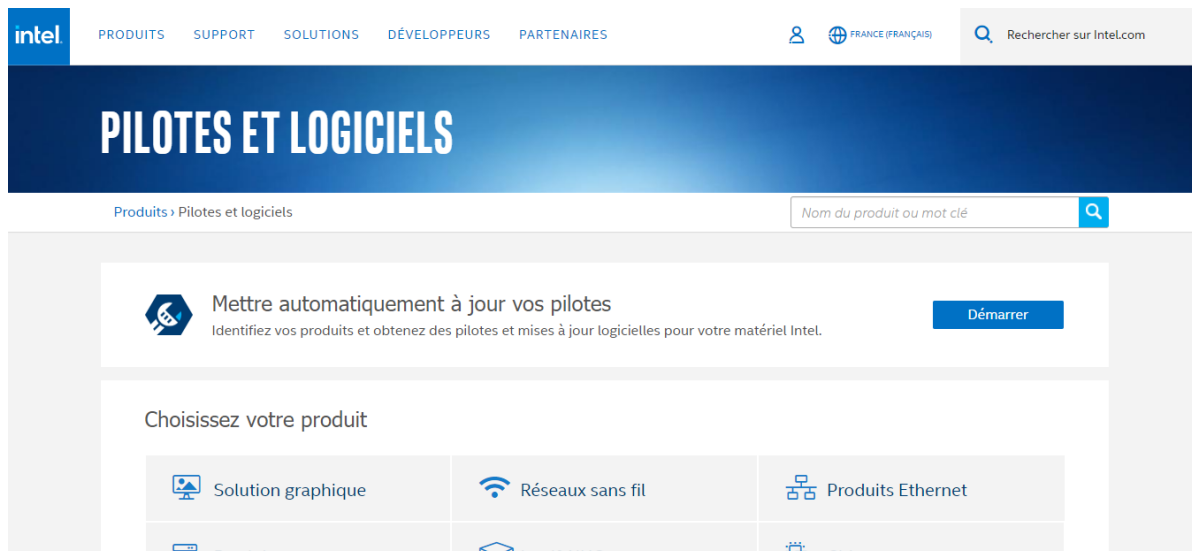 intel.
PRODUITS SUPPORT SOLUTIONS DÉVELOPPEURS PARTENAIRES FRANCE (FRANÇAIS) Rechercher sur Intel.com
PILOTES ET LOGICIELS
Produits › Pilotes et logiciels Nom du produit ou mot clé
Mettre automatiquement à jour vos pilotes
Identifiez vos produits et obtenez des pilotes et mises à jour logicielles pour votre matériel Intel.
Démarrer
Choisissez votre produit
Solution graphique Réseaux sans fil Produits Ethernet